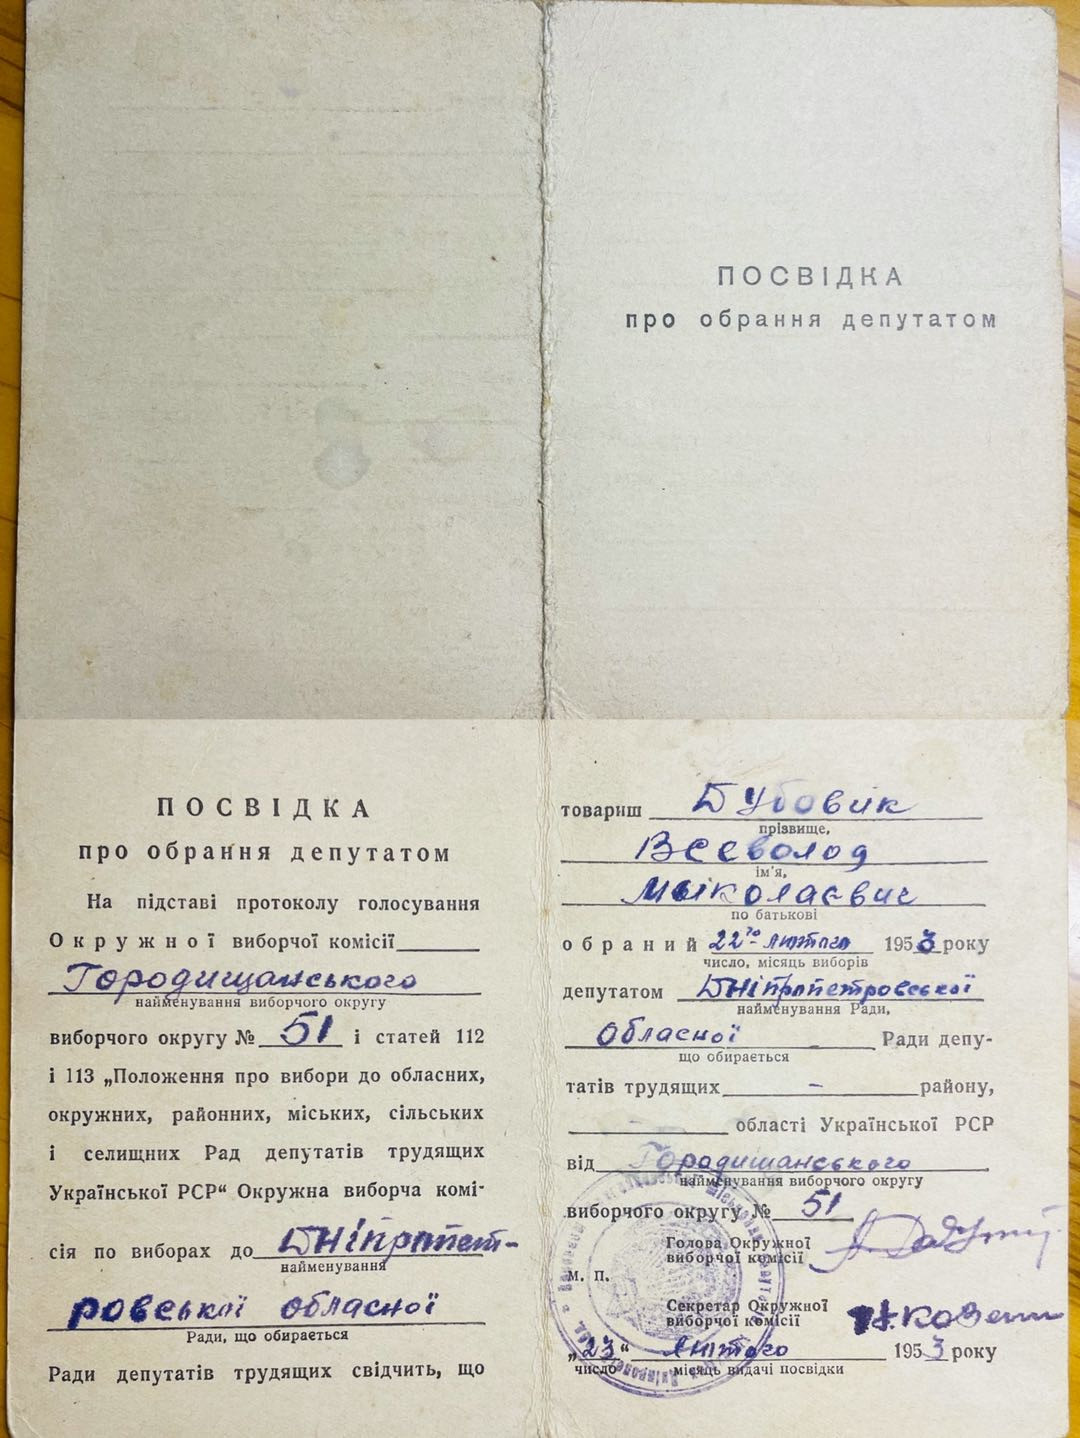 ПОСВІДКА
про обрання депутатом
ПОСВІДКА
про обрання депутатом
На підставі протоколу голосування
Окружної виборчої комісії
Городищанського
найменування виборчого округу
виборчого округу № 51 і статей 112
і 113 „Положення про вибори до обласних,
окружних, районних, міських, сільських
і селищних Рад депутатів трудящих
Української РСР“ Окружна виборча комі-
сія по виборах до Дніпропет-
найменування
ровської обласної
Ради, що обирається
Ради депутатів трудящих свідчить, що
товариш Дубовик
прізвище,
Всеволод
ім'я,
Миколаєвич
по батькові
обраний 22го лютого 1953 року
число, місяць виборів
депутатом Дніпропетровської
найменування Ради,
Обласної – Ради депу-
що обирається
татів трудящих – району,
області Української РСР
від Городищанського
найменування виборчого округу
виборчого округу № 51
Голова Окружної
виборчої комісії
М. П.
Секретар Окружної
виборчої комісії
„23“ лютого 1953 року
число місяць видачі посвідки